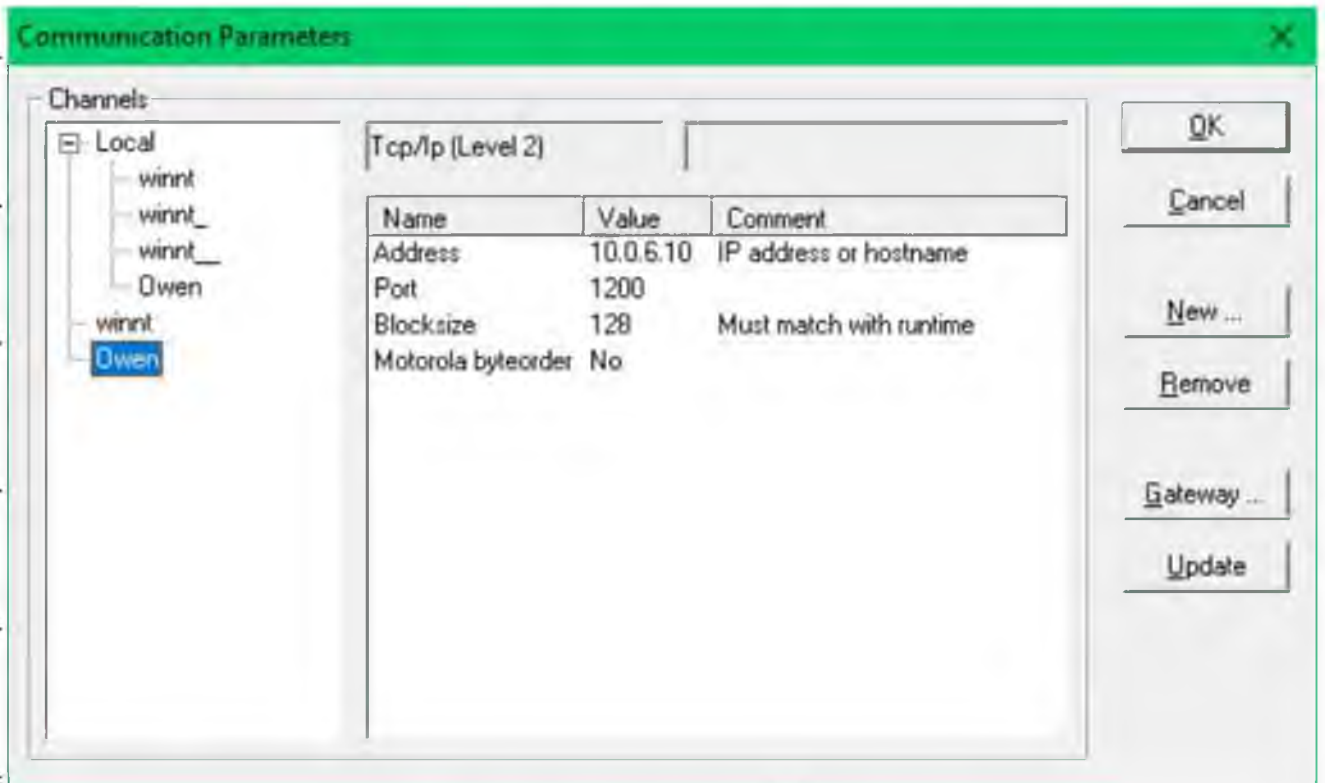 Communication Parameters
Channels
Local
winnt
winnt_
winnt__
Owen
winnt
Owen
Tcp/Ip (Level 2)
Name Value Comment
Address 10.0.6.10 IP address or hostname
Port 1200
Blocksize 128 Must match with runtime
Motorola byteorder No
OK
Cancel
New ...
Remove
Gateway ...
Update